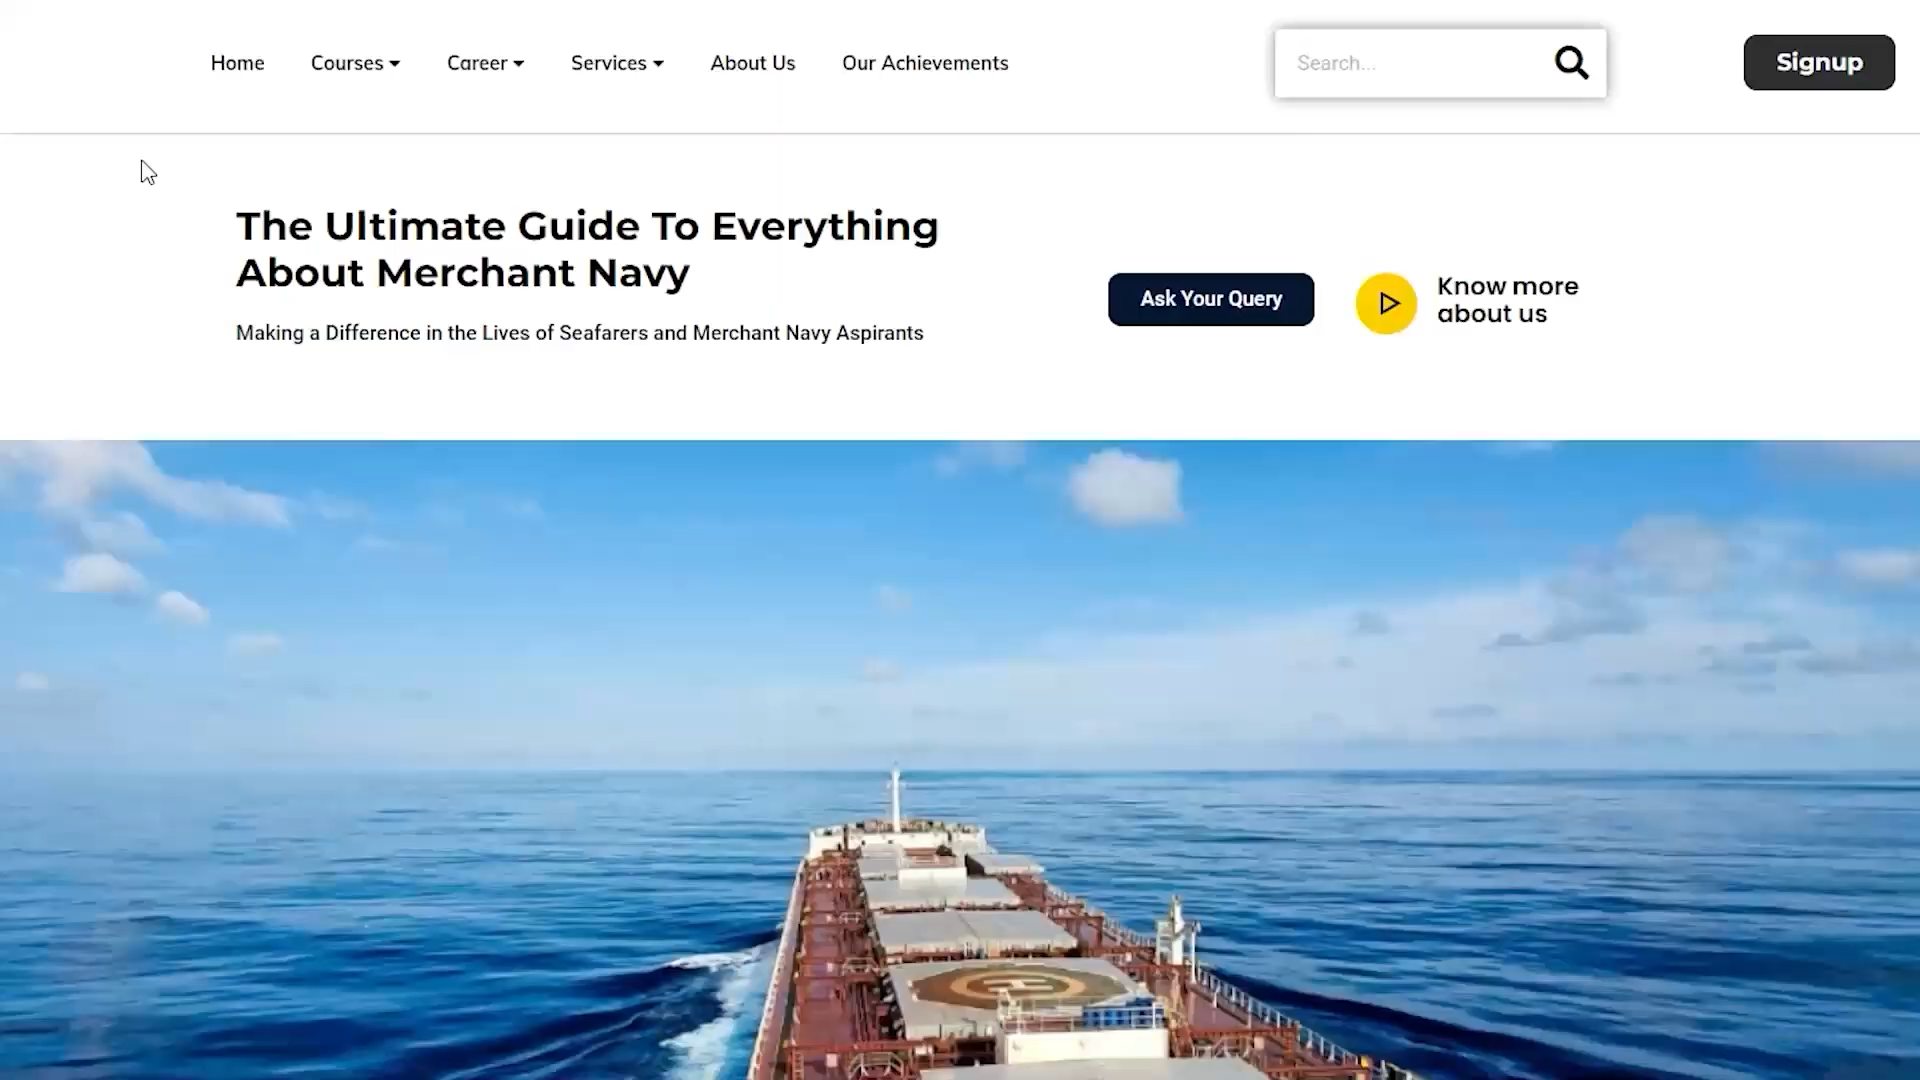 Home Courses Career Services About Us Our Achievements Search... Signup
The Ultimate Guide To Everything
About Merchant Navy
Making a Difference in the Lives of Seafarers and Merchant Navy Aspirants
Ask Your Query
Know more
about us
H